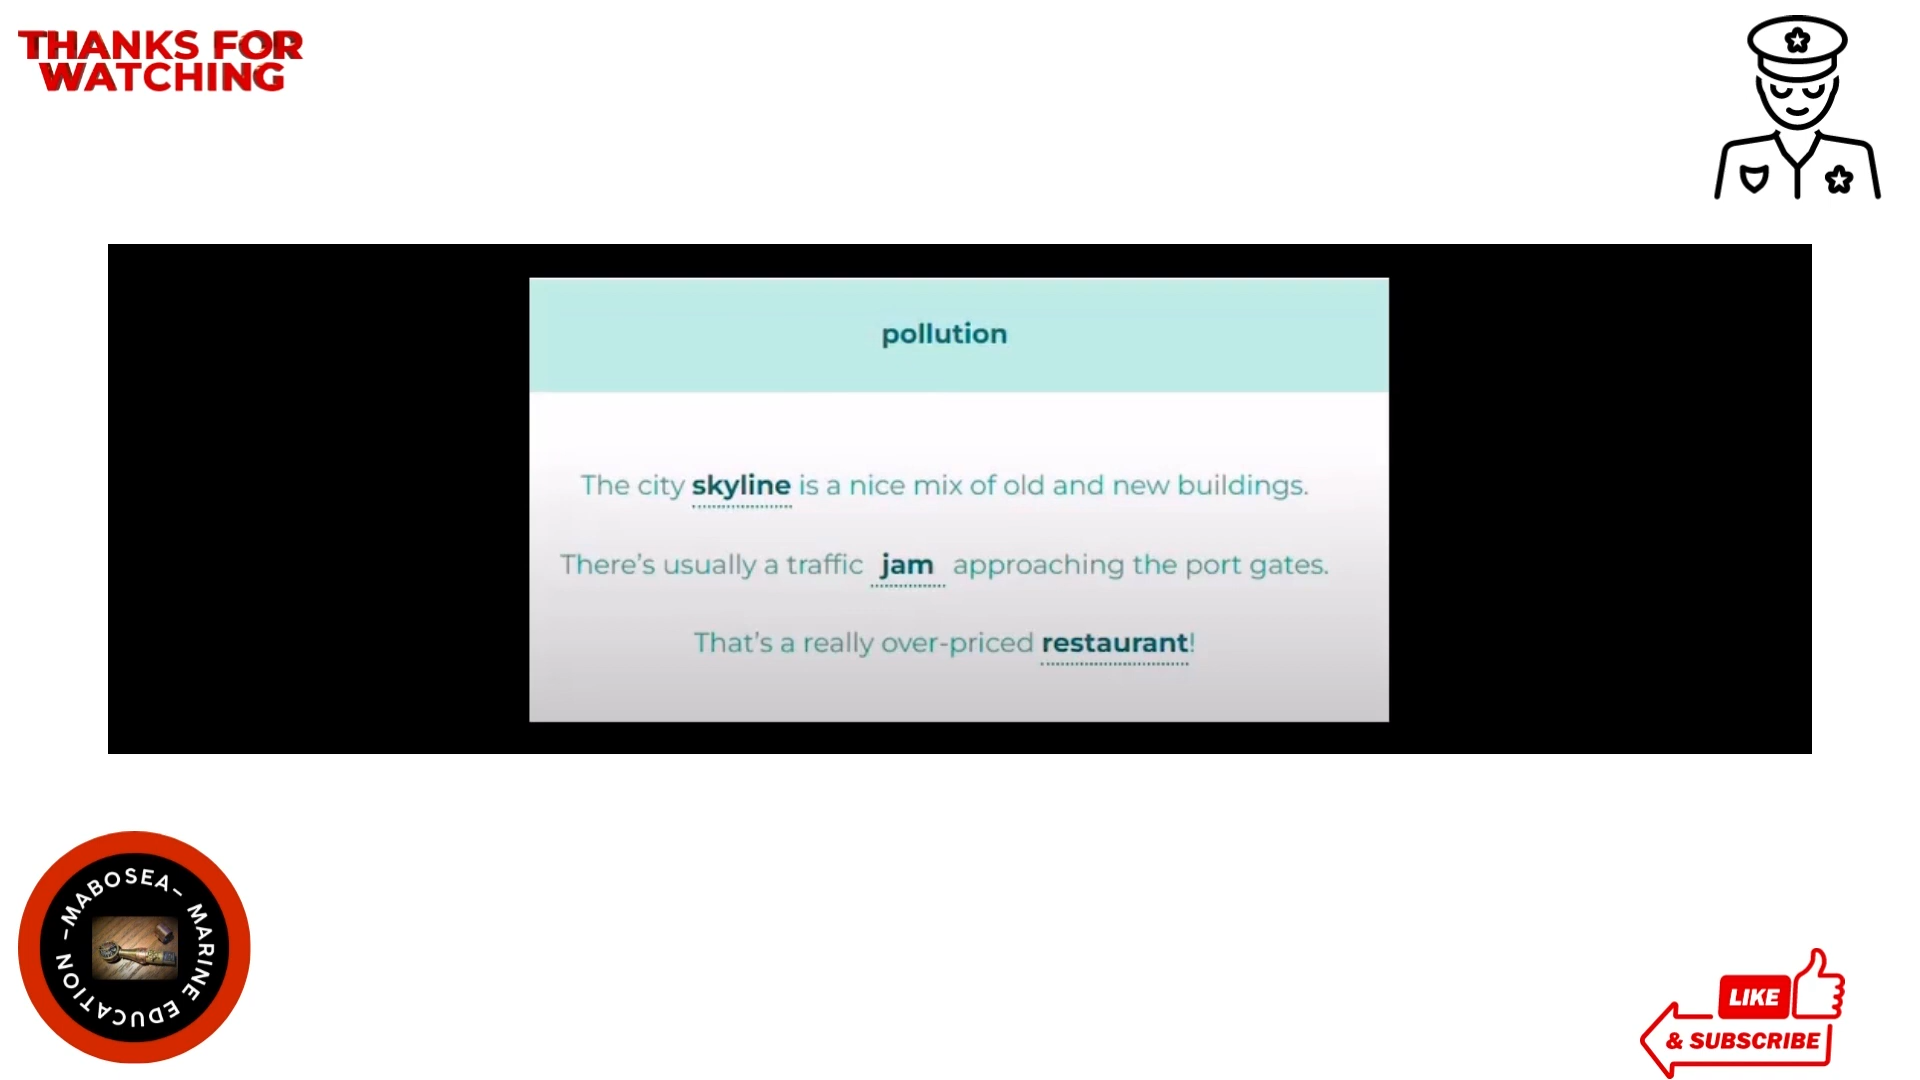 THANKS FOR
WATCHING
pollution
The city skyline is a nice mix of old and new buildings.
There's usually a traffic jam approaching the port gates.
That's a really over-priced restaurant!
-MABOSEA- MARINE EDUCATION
LIKE
& SUBSCRIBE